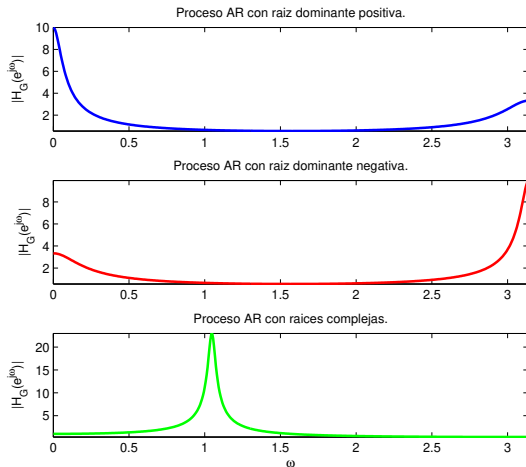 Proceso AR con raiz dominante positiva.
10
8
6
4
2
|H_G(e^{jω})|
0 0.5 1 1.5 2 2.5 3
Proceso AR con raiz dominante negativa.
8
6
4
2
|H_G(e^{jω})|
0 0.5 1 1.5 2 2.5 3
Proceso AR con raices complejas.
20
15
10
5
|H_G(e^{jω})|
0 0.5 1 1.5 2 2.5 3
ω